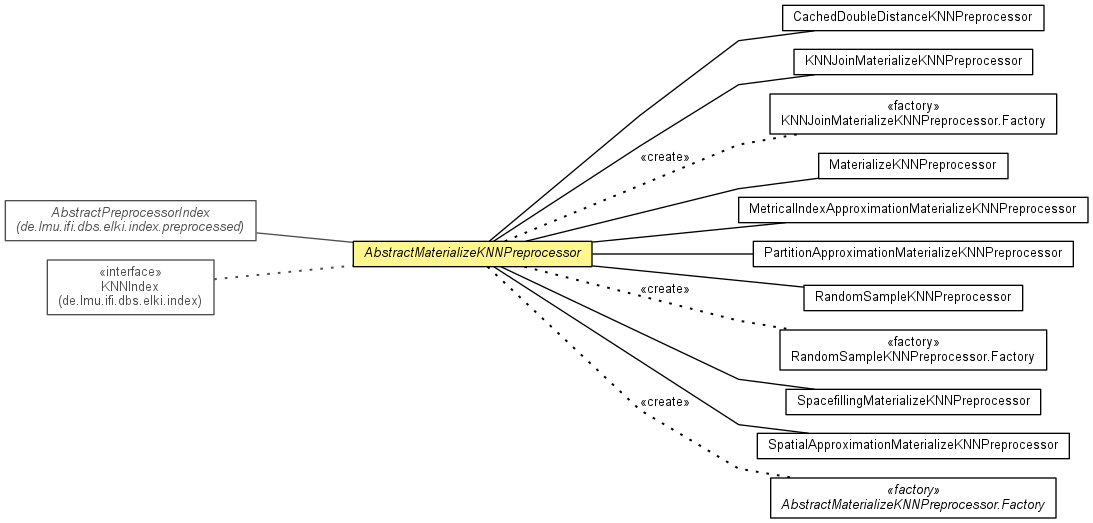 CachedDoubleDistanceKNNPreprocessor
KNNJoinMaterializeKNNPreprocessor
«factory»
KNNJoinMaterializeKNNPreprocessor.Factory
«create»
MaterializeKNNPreprocessor
AbstractPreprocessorIndex
(de.lmu.ifi.dbs.elki.index.preprocessed)
MetricalIndexApproximationMaterializeKNNPreprocessor
AbstractMaterializeKNNPreprocessor
PartitionApproximationMaterializeKNNPreprocessor
«interface»
KNNIndex
(de.lmu.ifi.dbs.elki.index)
«create»
RandomSampleKNNPreprocessor
«factory»
RandomSampleKNNPreprocessor.Factory
«create»
SpacefillingMaterializeKNNPreprocessor
SpatialApproximationMaterializeKNNPreprocessor
«factory»
AbstractMaterializeKNNPreprocessor.Factory